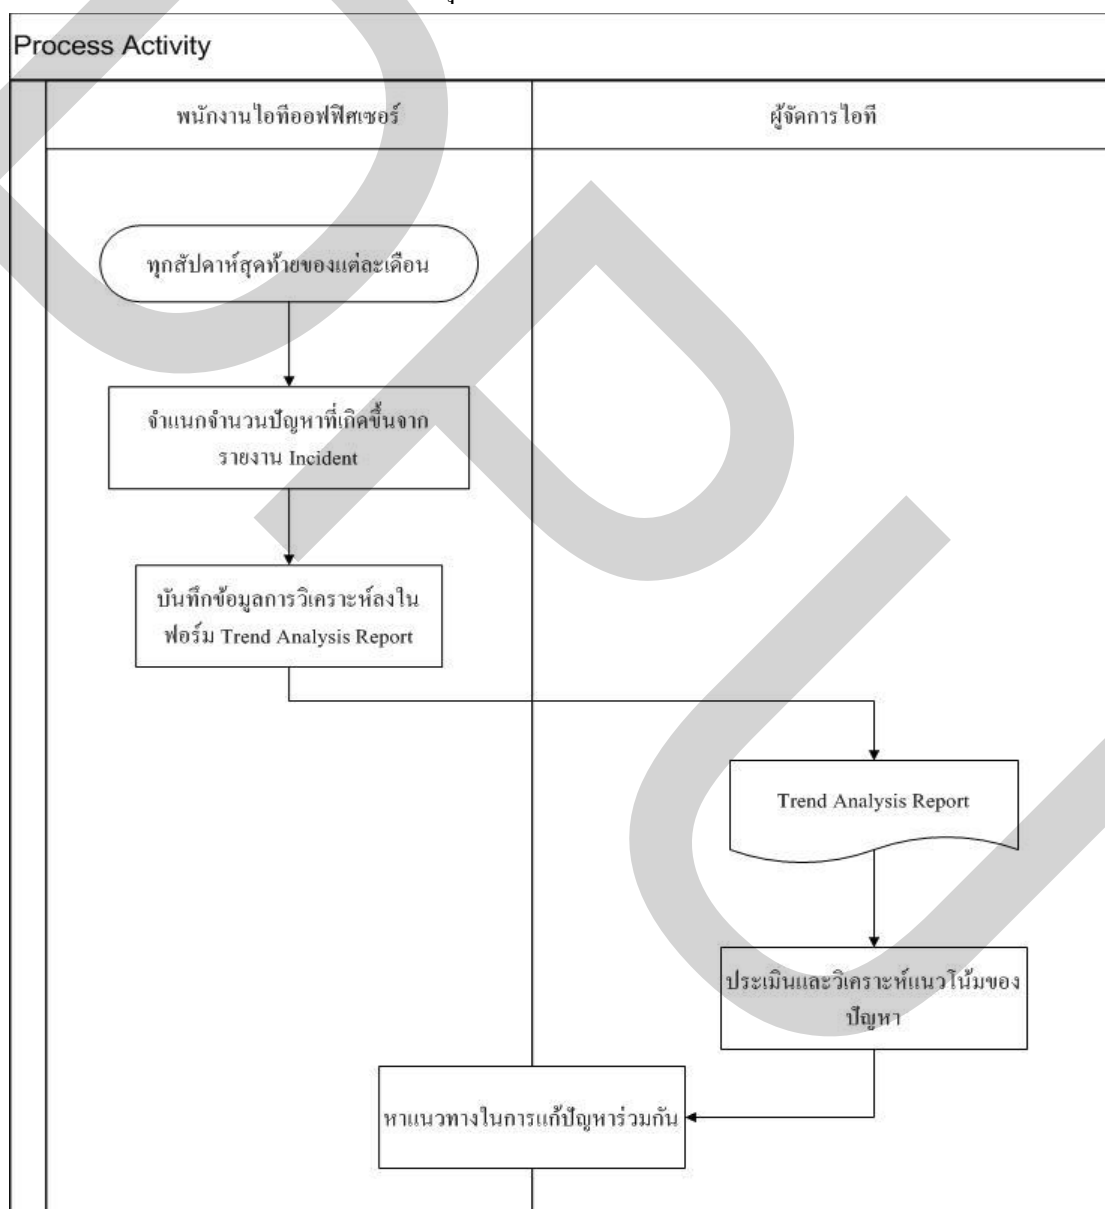 Process Activity
พนักงานไอทีออฟฟิศเซอร์
ผู้จัดการไอที
ทุกสัปดาห์สุดท้ายของแต่ละเดือน
จำแนกจำนวนปัญหาที่เกิดขึ้นจาก
รายงาน Incident
บันทึกข้อมูลการวิเคราะห์ลงใน
ฟอร์ม Trend Analysis Report
Trend Analysis Report
ประเมินและวิเคราะห์แนวโน้มของ
ปัญหา
หาแนวทางในการแก้ปัญหาร่วมกัน
DPU